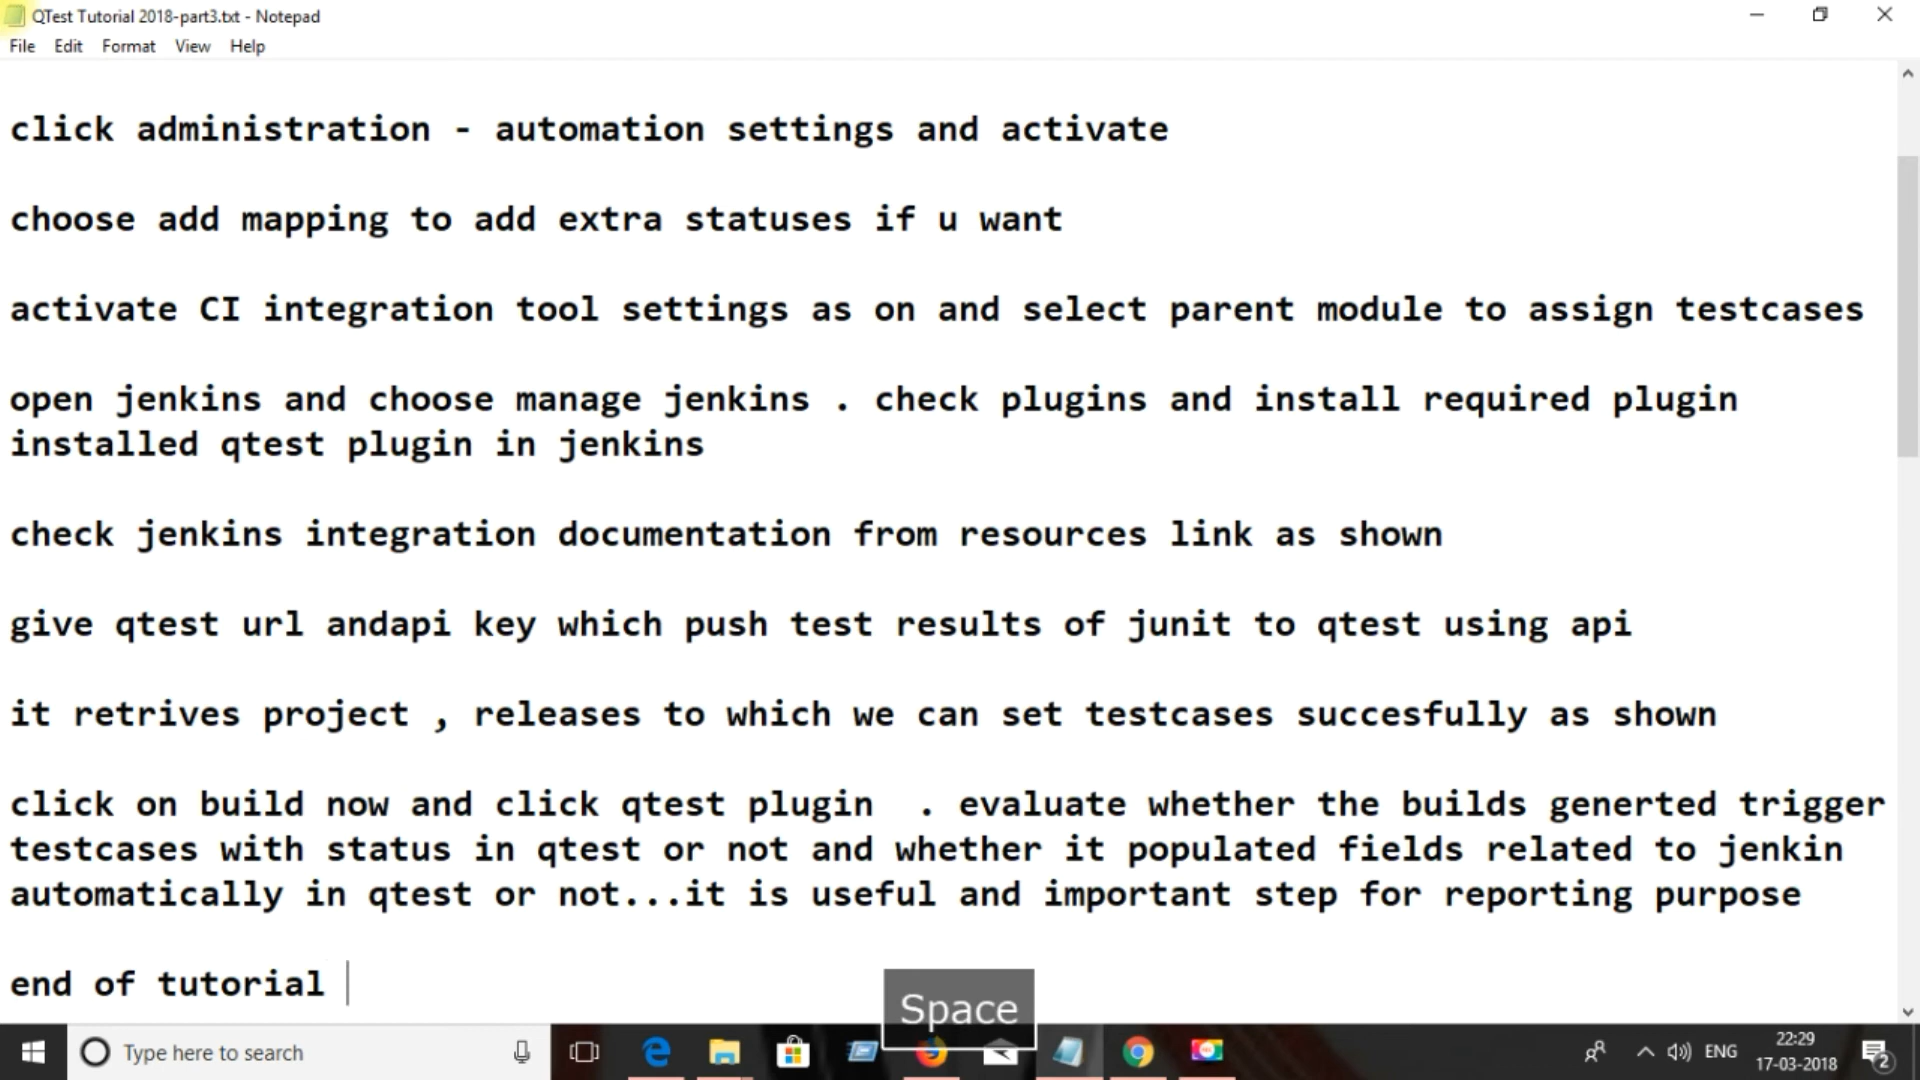 QTest Tutorial 2018-part3.txt - Notepad
File Edit Format View Help
click administration - automation settings and activate
choose add mapping to add extra statuses if u want
activate CI integration tool settings as on and select parent module to assign testcases
open jenkins and choose manage jenkins . check plugins and install required plugin
installed qtest plugin in jenkins
check jenkins integration documentation from resources link as shown
give qtest url andapi key which push test results of junit to qtest using api
it retrives project , releases to which we can set testcases succesfully as shown
click on build now and click qtest plugin  . evaluate whether the builds generted trigger
testcases with status in qtest or not and whether it populated fields related to jenkin
automatically in qtest or not...it is useful and important step for reporting purpose
end of tutorial
Space
Type here to search
ENG
22:29
17-03-2018
2